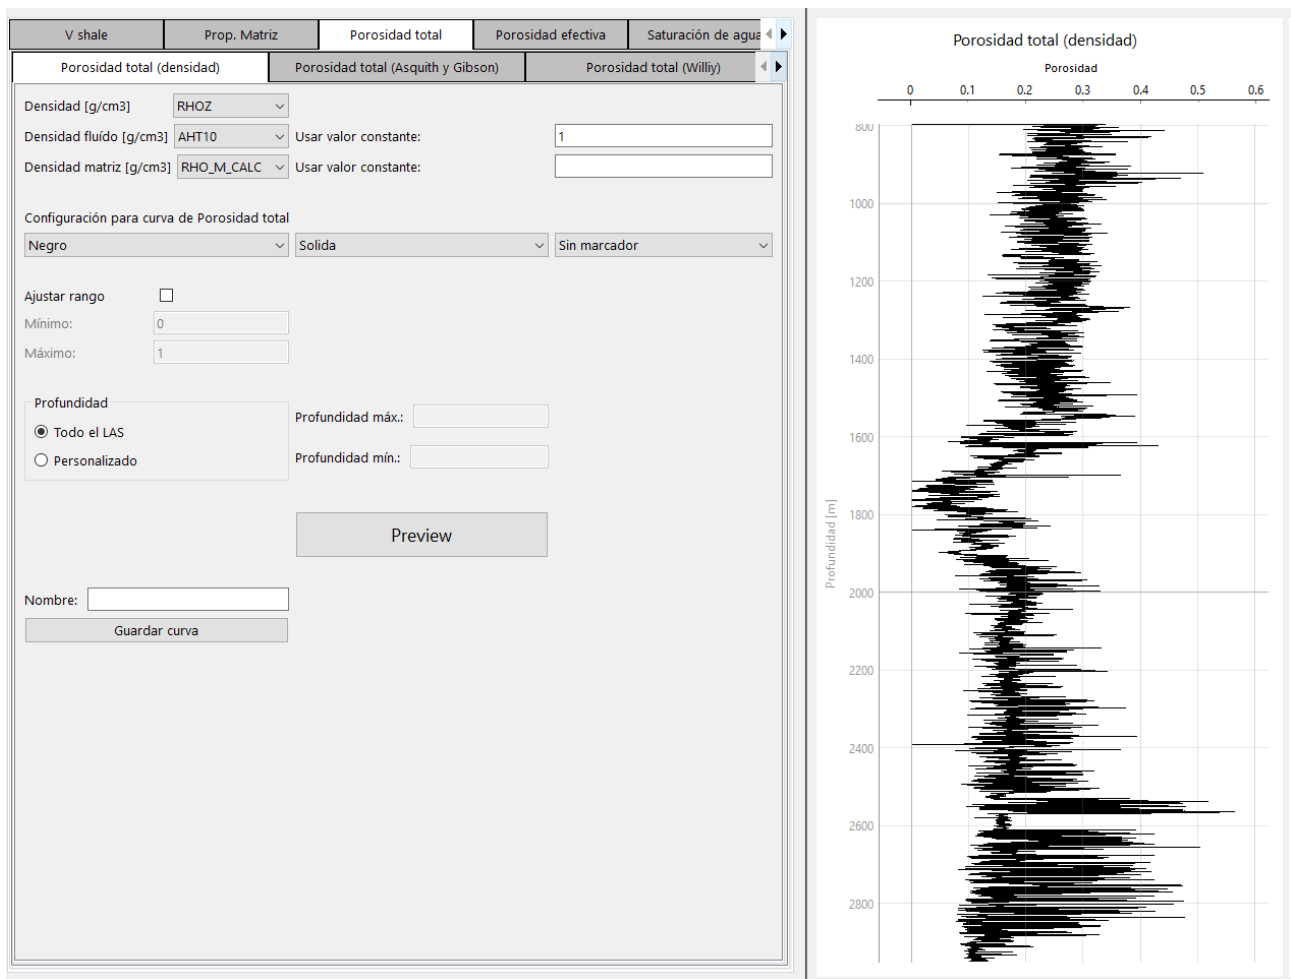 V shale Prop. Matriz Porosidad total Porosidad efectiva Saturación de agua
Porosidad total (densidad) Porosidad total (Asquith y Gibson) Porosidad total (Williy)
Densidad [g/cm3] RHOZ
Densidad fluído [g/cm3] AHT10 Usar valor constante: 1
Densidad matriz [g/cm3] RHO_M_CALC Usar valor constante:
Configuración para curva de Porosidad total
Negro Solida Sin marcador
Ajustar rango
Mínimo: 0
Máximo: 1
Profundidad
Todo el LAS
Personalizado
Profundidad máx.:
Profundidad mín.:
Preview
Nombre:
Guardar curva
Porosidad total (densidad)
Porosidad
0 0.1 0.2 0.3 0.4 0.5 0.6
Profundidad [m]
800
1000
1200
1400
1600
1800
2000
2200
2400
2600
2800